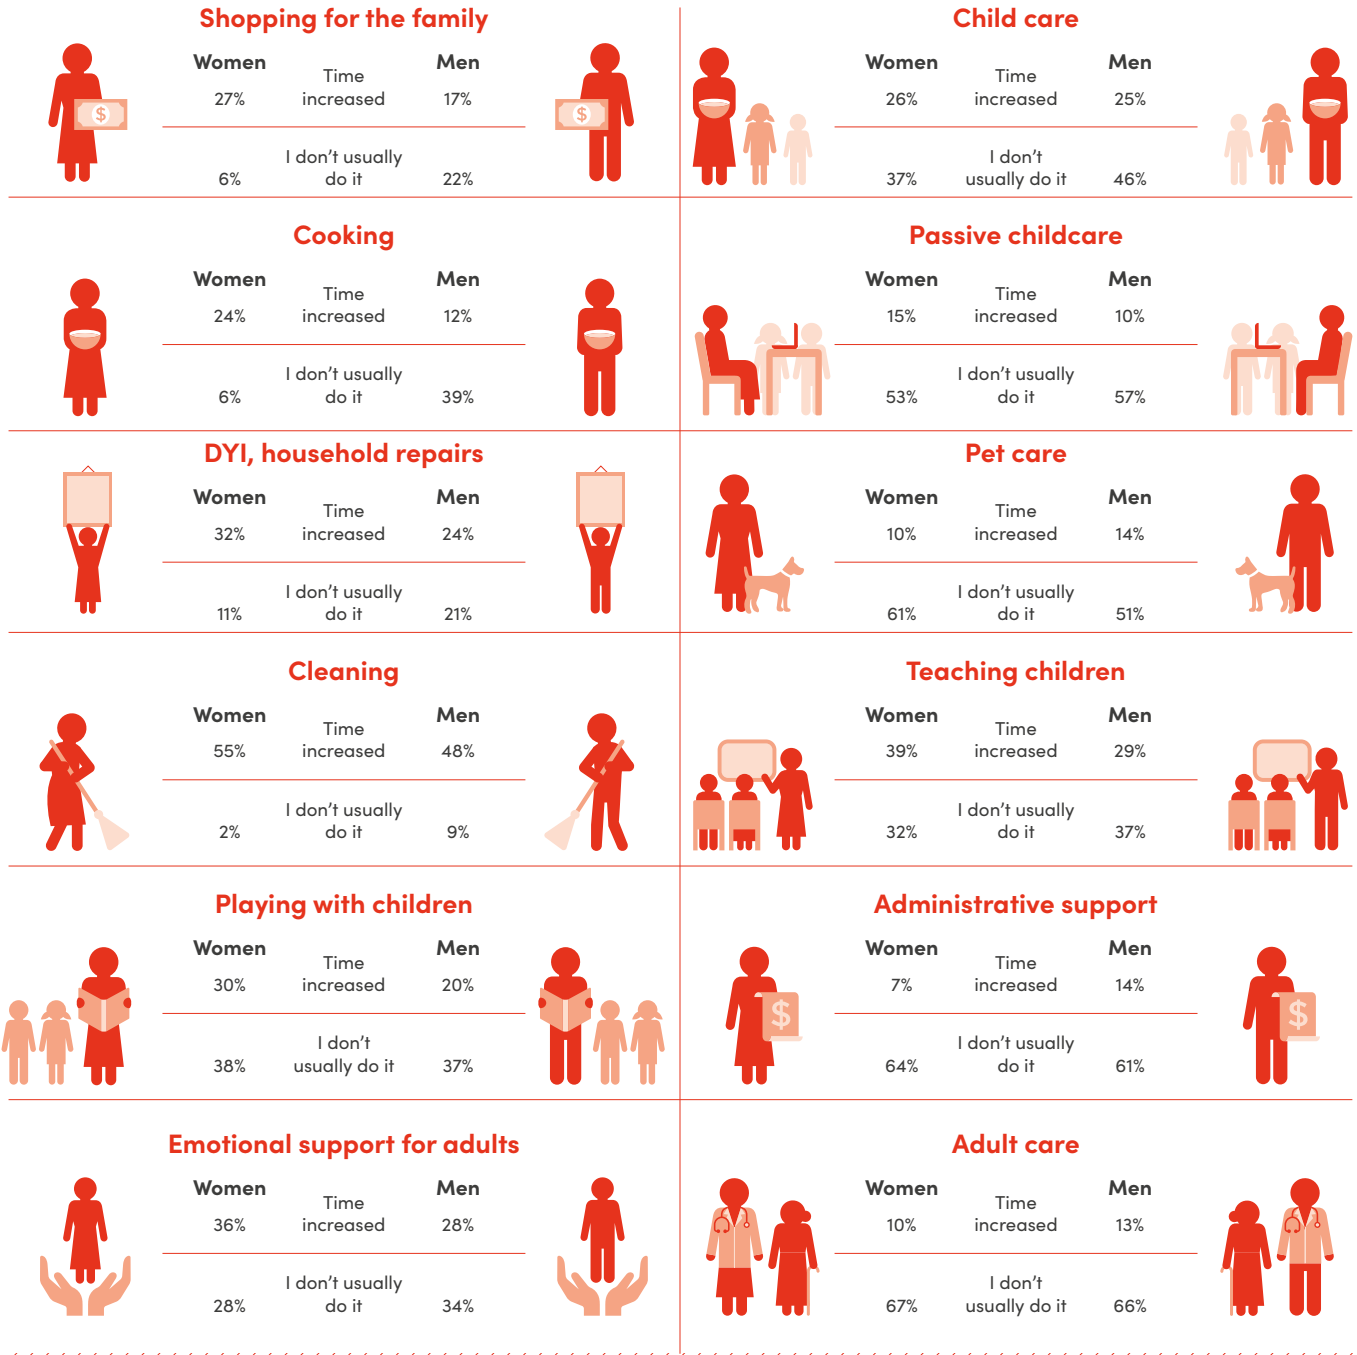 Shopping for the family
Women
Time
increased
Men
27%
17%
I don't usually
do it
6%
22%
Child care
Women
Time
increased
Men
26%
25%
I don't
usually do it
37%
46%
$
$
Cooking
Women
Time
increased
Men
24%
12%
I don't usually
do it
6%
39%
Passive childcare
Women
Time
increased
Men
15%
10%
I don't usually
do it
53%
57%
DYI, household repairs
Women
Time
increased
Men
32%
24%
I don't usually
do it
11%
21%
Pet care
Women
Time
increased
Men
10%
14%
I don't usually
do it
61%
51%
Cleaning
Women
Time
increased
Men
55%
48%
I don't usually
do it
2%
9%
Teaching children
Women
Time
increased
Men
39%
29%
I don't usually
do it
32%
37%
Playing with children
Women
Time
increased
Men
30%
20%
I don't
usually do it
38%
37%
Administrative support
Women
Time
increased
Men
7%
14%
I don't usually
do it
64%
61%
$
$
Emotional support for adults
Women
Time
increased
Men
36%
28%
I don't usually
do it
28%
34%
Adult care
Women
Time
increased
Men
10%
13%
I don't
usually do it
67%
66%